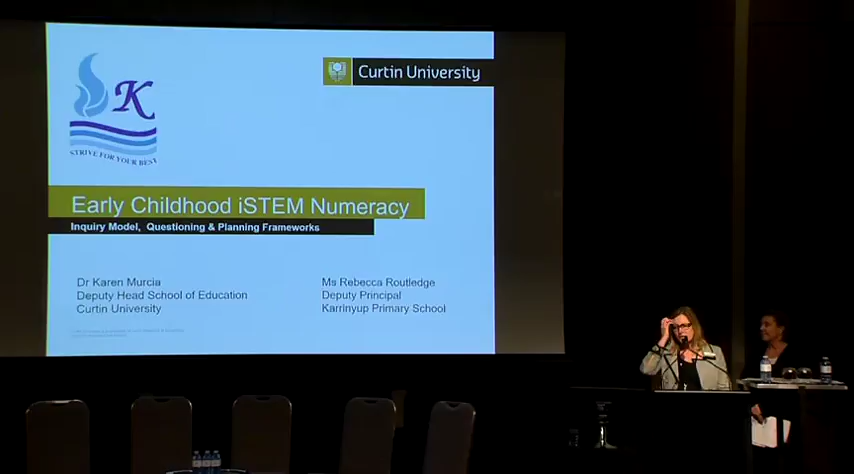 K
STRIVE FOR YOUR BEST
Curtin University
Early Childhood iSTEM Numeracy
Inquiry Model, Questioning & Planning Frameworks
Dr Karen Murcia
Deputy Head School of Education
Curtin University
Ms Rebecca Routledge
Deputy Principal
Karrinyup Primary School